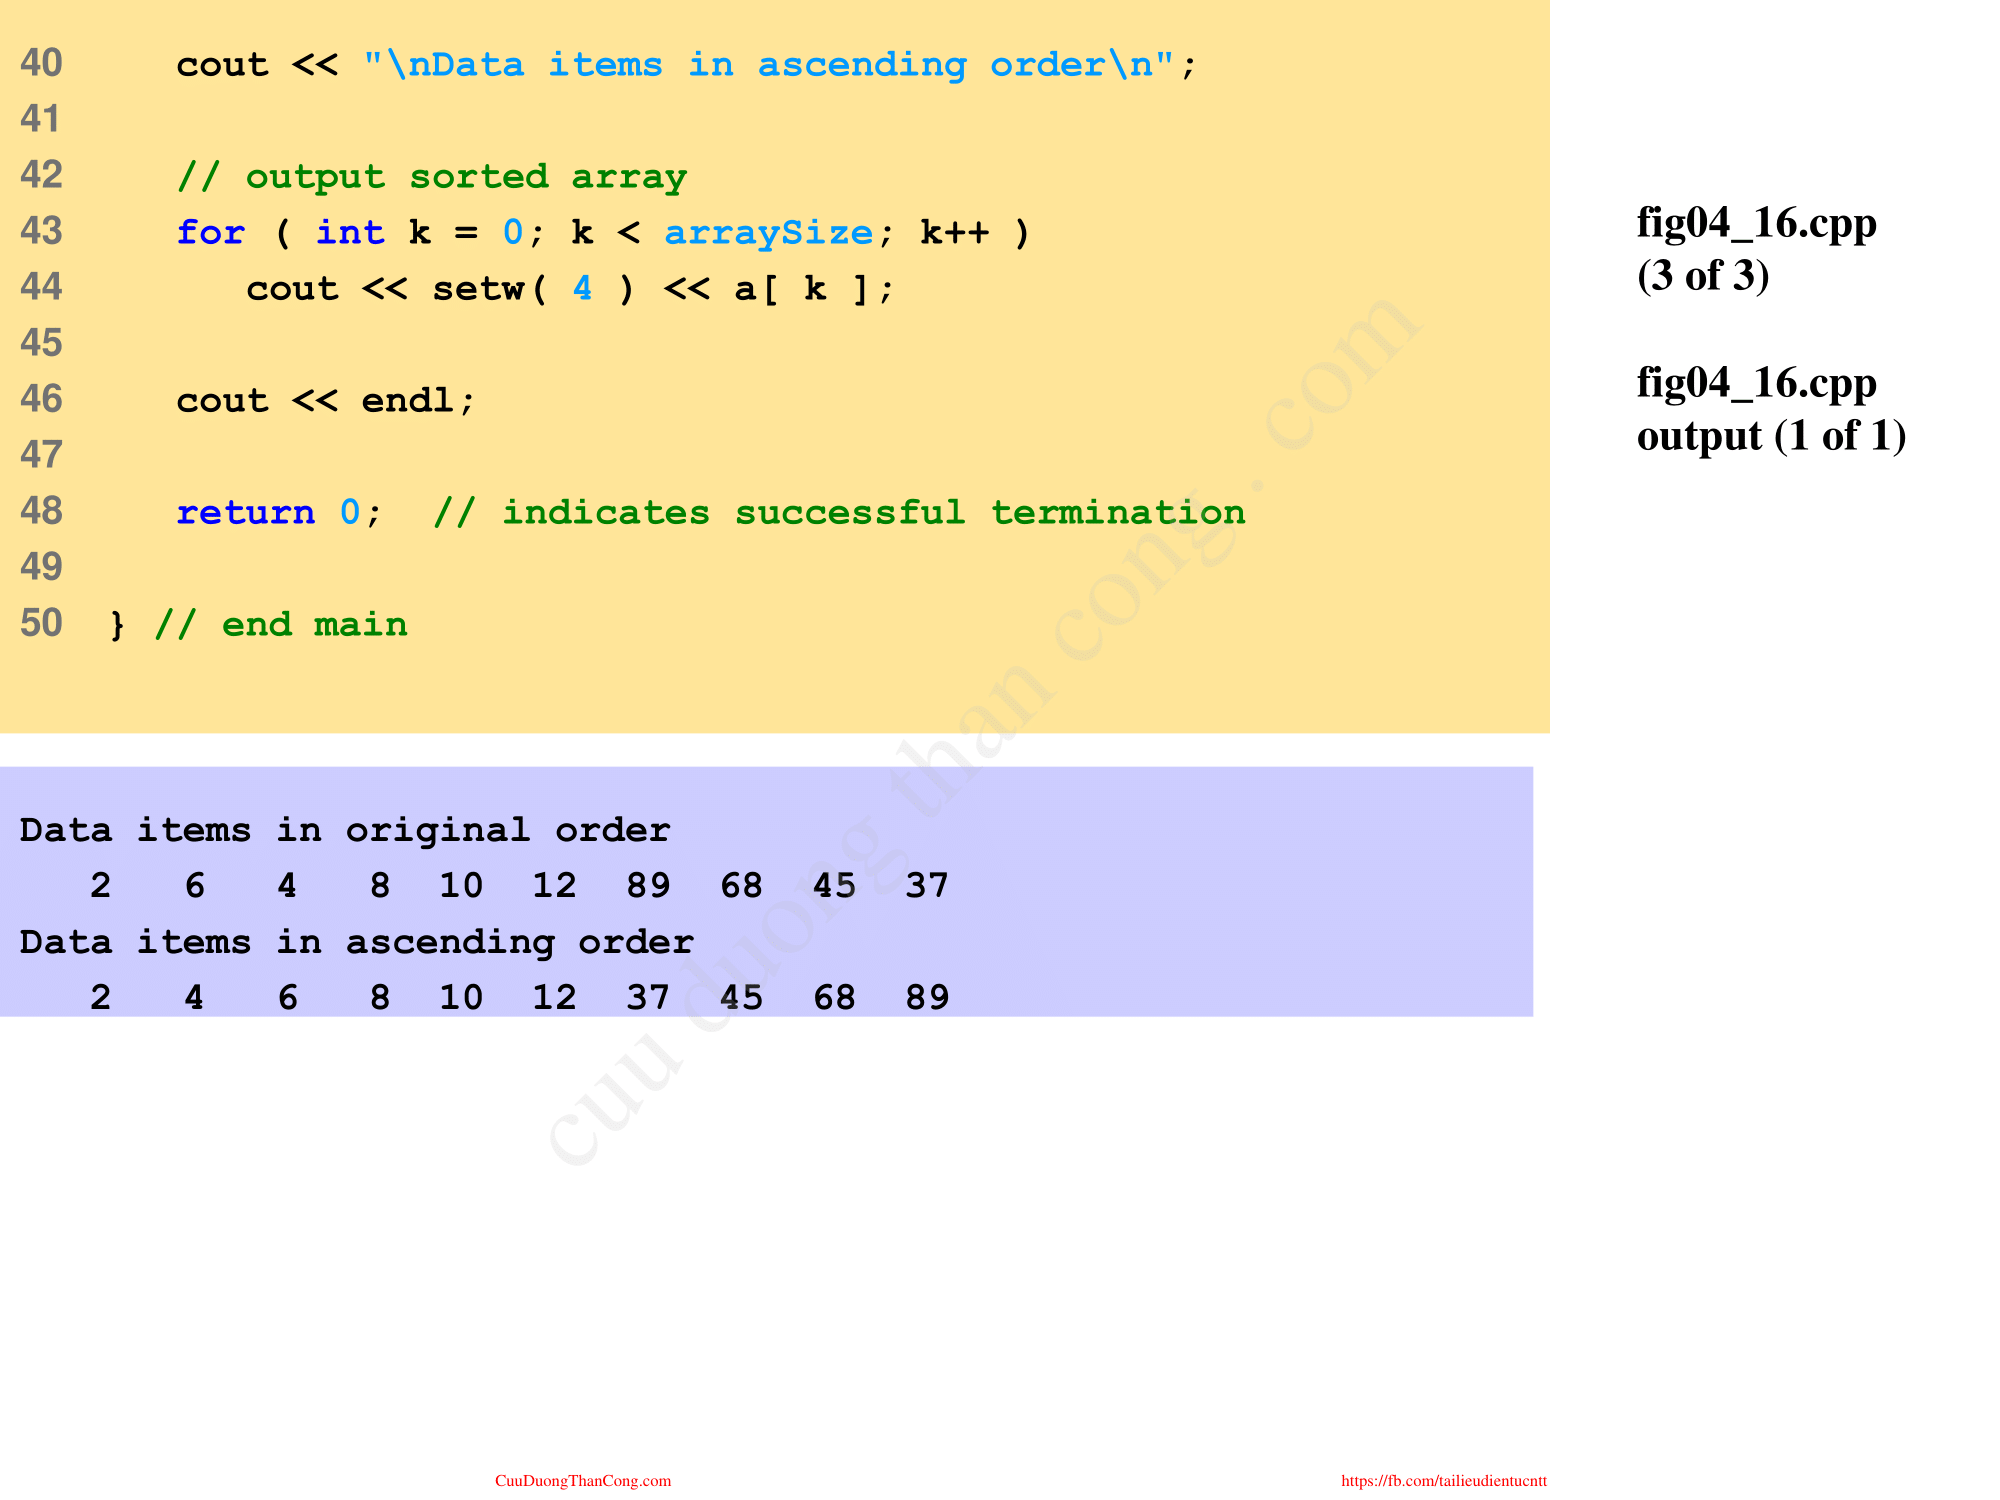 40     cout << "\nData items in ascending order\n";
41
42     // output sorted array
43     for ( int k = 0; k < arraySize; k++ )
44        cout << setw( 4 ) << a[ k ];
45
46     cout << endl;
47
48     return 0;  // indicates successful termination
49
50  } // end main
fig04_16.cpp
(3 of 3)
fig04_16.cpp
output (1 of 1)
Data items in original order
   2   6   4   8  10  12  89  68  45  37
Data items in ascending order
   2   4   6   8  10  12  37  45  68  89
cuu duong than cong . com
CuuDuongThanCong.com
https://fb.com/tailieudientucntt